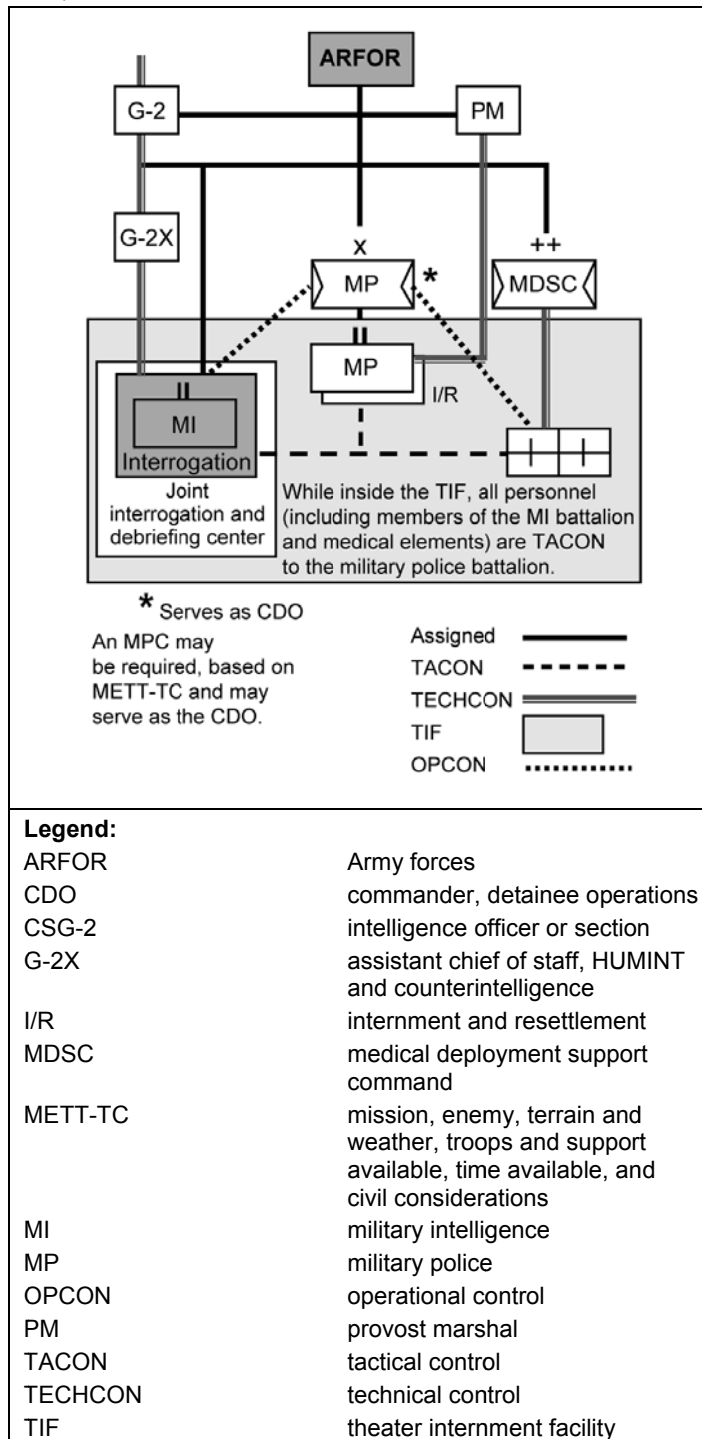 ARFOR
G-2
PM
G-2X
X
++
MP
*
MDSC
II
MP
I/R
II
MI
Interrogation
Joint
interrogation and
debriefing center
While inside the TIF, all personnel
(including members of the MI battalion
and medical elements) are TACON
to the military police battalion.
* Serves as CDO
An MPC may
be required, based on
METT-TC and may
serve as the CDO.
Assigned
TACON
TECHCON
TIF
OPCON
Legend:
ARFOR Army forces
CDO commander, detainee operations
CSG-2 intelligence officer or section
G-2X assistant chief of staff, HUMINT
and counterintelligence
I/R internment and resettlement
MDSC medical deployment support
command
METT-TC mission, enemy, terrain and
weather, troops and support
available, time available, and
civil considerations
MI military intelligence
MP military police
OPCON operational control
PM provost marshal
TACON tactical control
TECHCON technical control
TIF theater internment facility